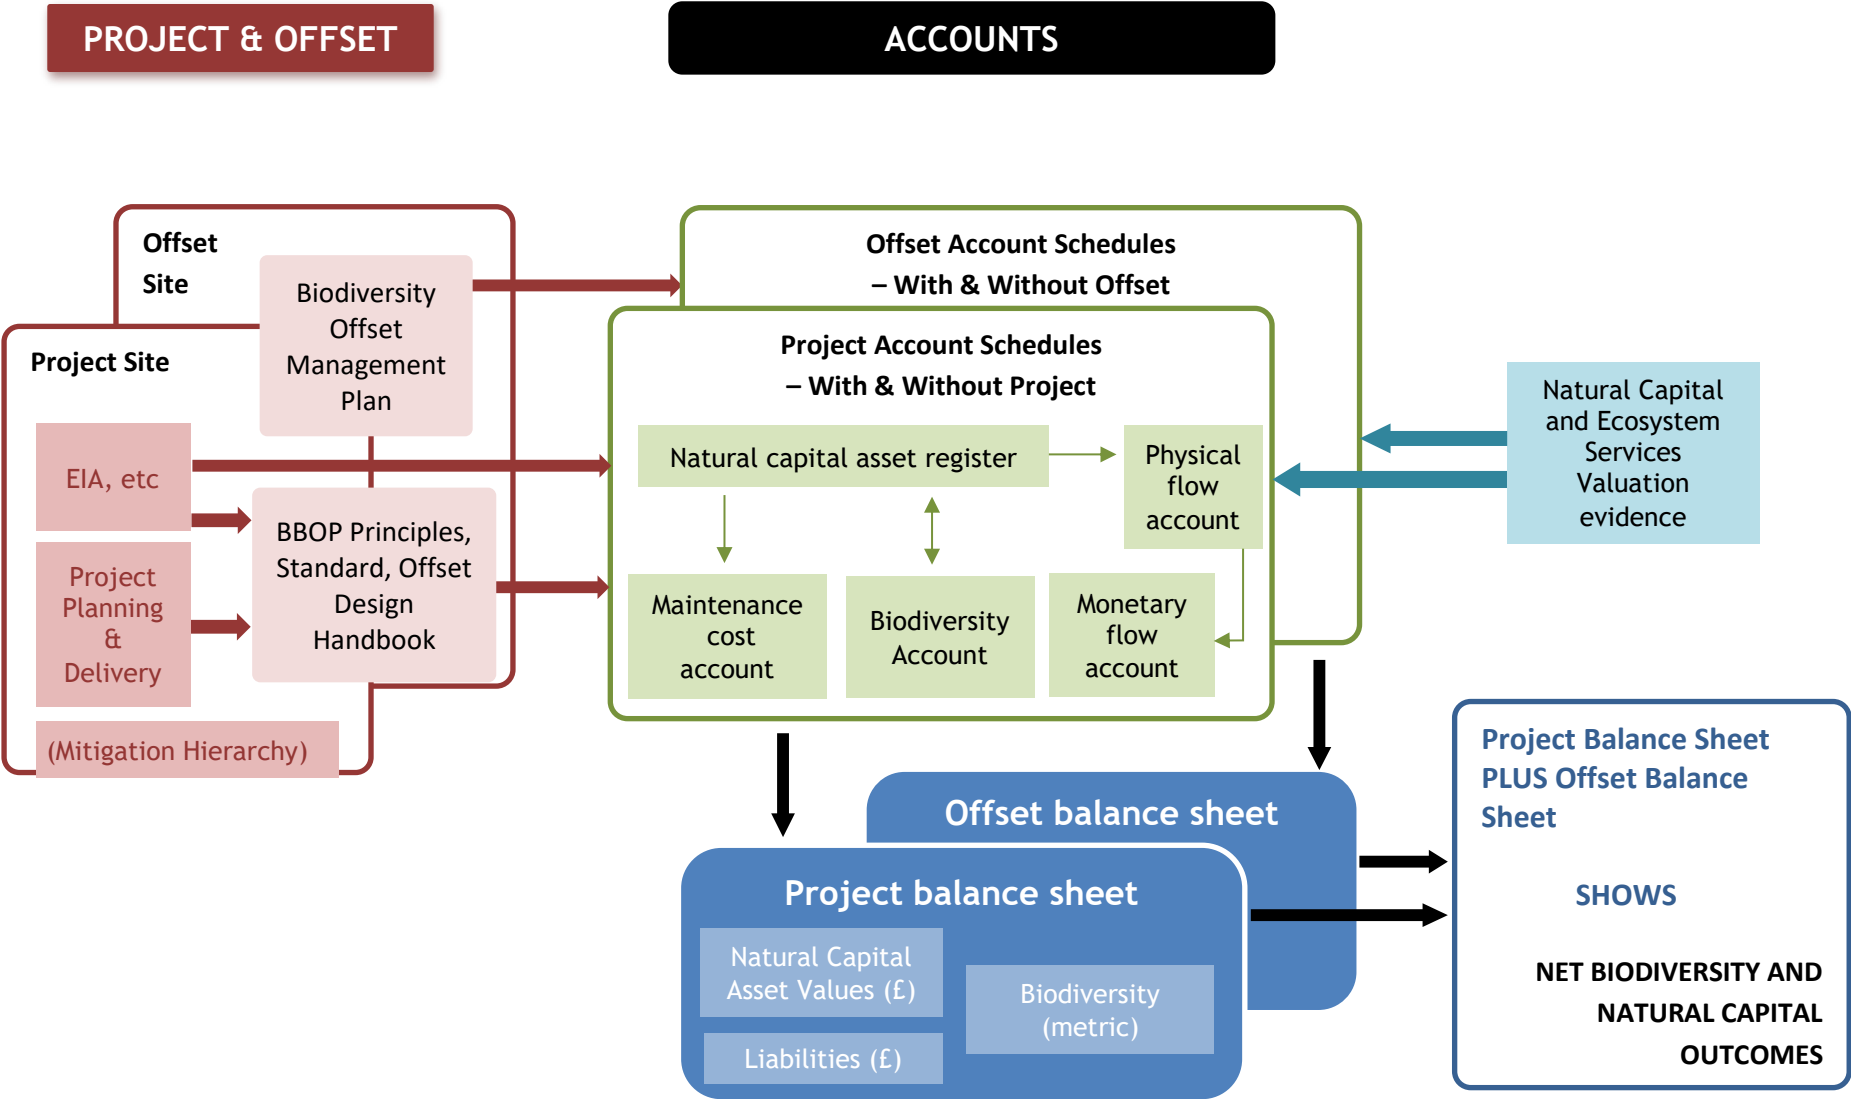 PROJECT & OFFSET
ACCOUNTS
Offset
Site
Biodiversity
Offset
Management
Plan
Project Site
EIA, etc
Project
Planning
&
Delivery
(Mitigation Hierarchy)
BBOP Principles,
Standard, Offset
Design
Handbook
Offset Account Schedules
– With & Without Offset
Project Account Schedules
– With & Without Project
Natural capital asset register
Physical
flow
account
Maintenance
cost
account
Biodiversity
Account
Monetary
flow
account
Natural Capital
and Ecosystem
Services
Valuation
evidence
Offset balance sheet
Project balance sheet
Natural Capital
Asset Values (£)
Liabilities (£)
Biodiversity
(metric)
Project Balance Sheet
PLUS Offset Balance
Sheet
SHOWS
NET BIODIVERSITY AND
NATURAL CAPITAL
OUTCOMES